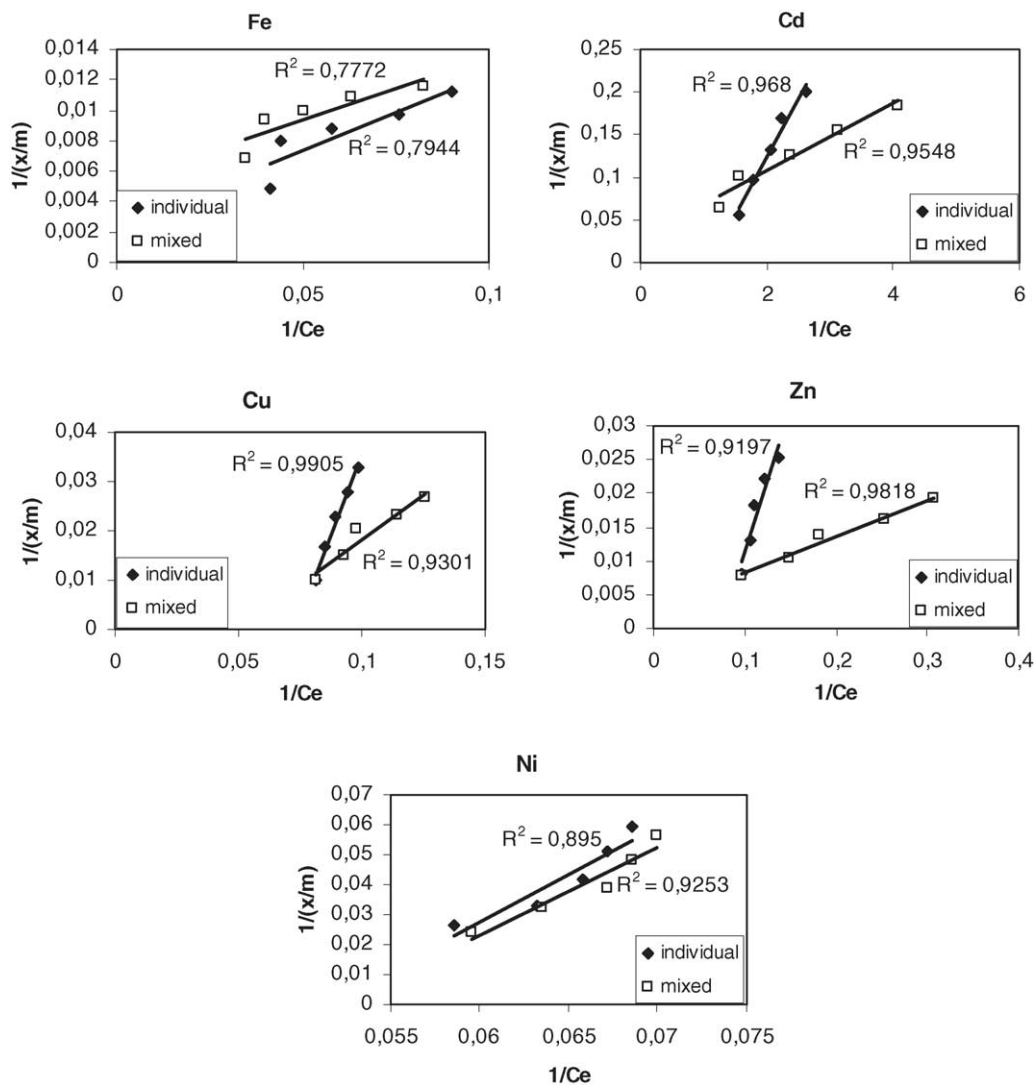 Fe
0,014
0,012
0,01
0,008
0,006
0,004
0,002
0
1/(x/m)
R² = 0,7772
R² = 0,7944
individual
mixed
0
0,05
0,1
1/Ce
Cd
0,25
0,2
0,15
0,1
0,05
0
1/(x/m)
R² = 0,968
R² = 0,9548
individual
mixed
0
2
4
6
1/Ce
Cu
0,04
0,03
0,02
0,01
0
1/(x/m)
R² = 0,9905
R² = 0,9301
individual
mixed
0
0,05
0,1
0,15
1/Ce
Zn
0,03
0,025
0,02
0,015
0,01
0,005
0
1/(x/m)
R² = 0,9197
R² = 0,9818
individual
mixed
0
0,1
0,2
0,3
0,4
1/Ce
Ni
0,07
0,06
0,05
0,04
0,03
0,02
0,01
0
1/(x/m)
R² = 0,895
R² = 0,9253
individual
mixed
0,055
0,06
0,065
0,07
0,075
1/Ce